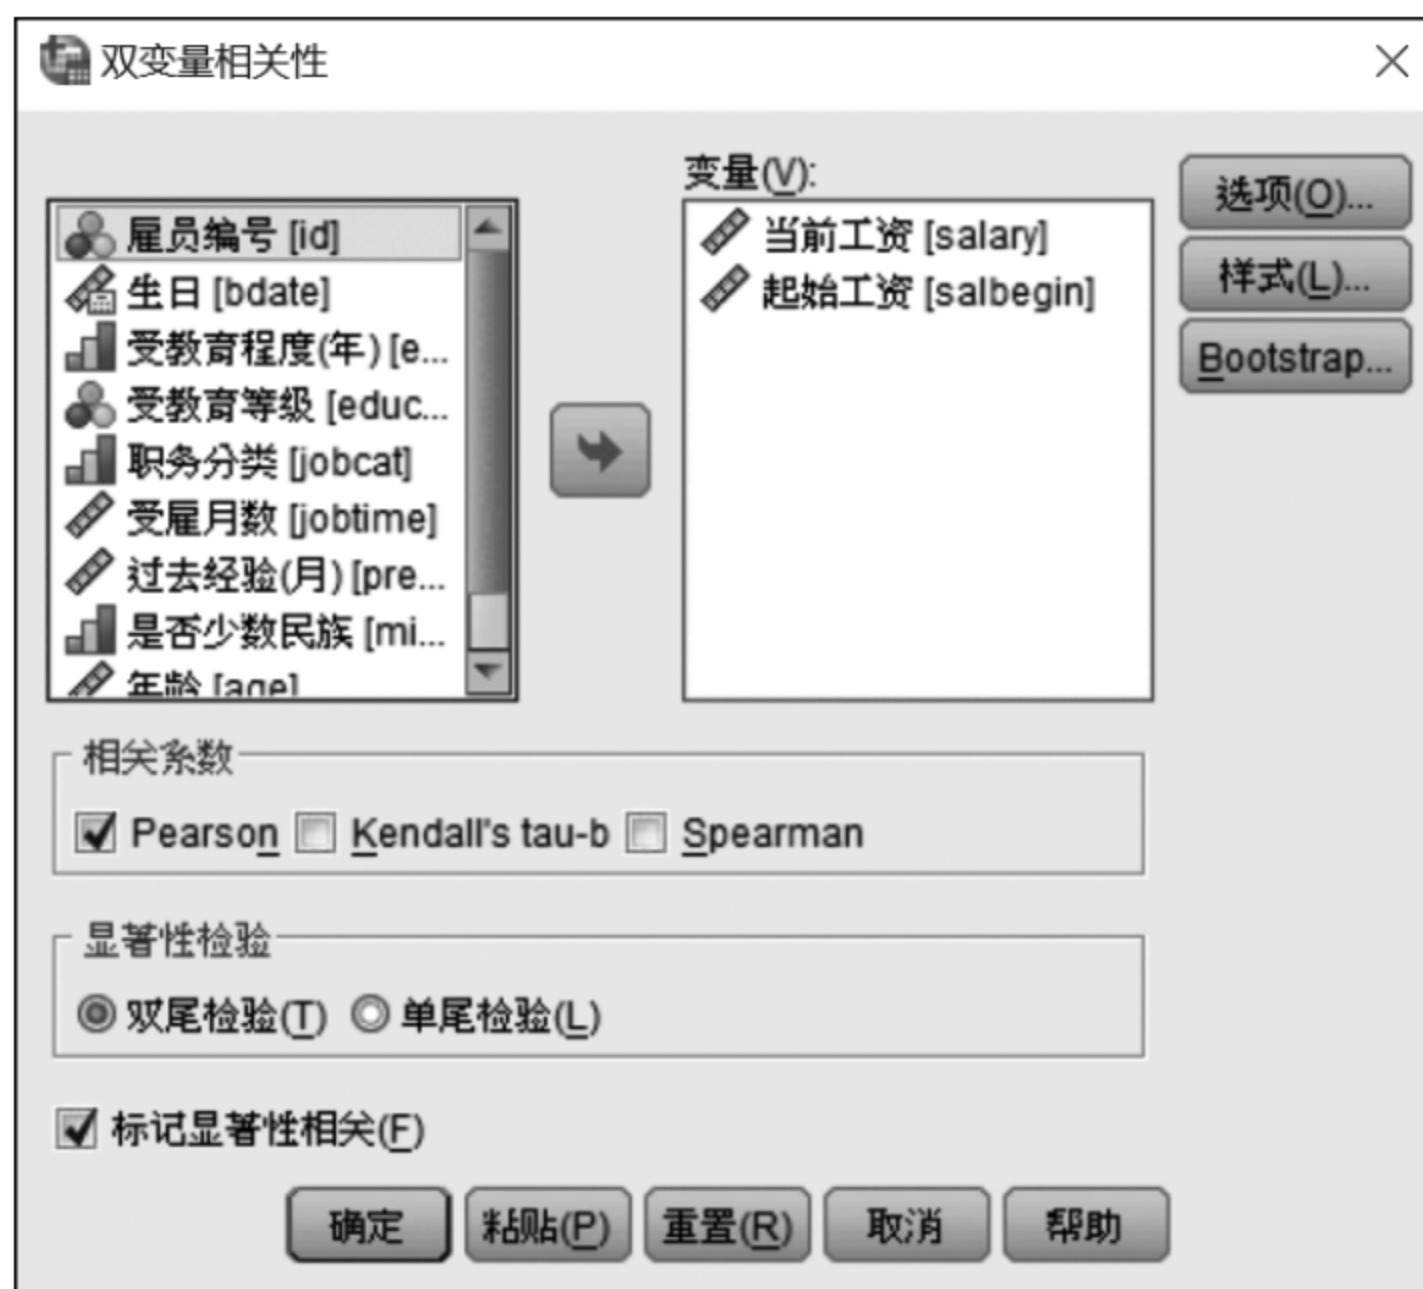 双变量相关性
变量(V):
雇员编号 [id]
生日 [bdate]
受教育程度(年) [e...
受教育等级 [educ...
职务分类 [jobcat]
受雇月数 [jobtime]
过去经验(月) [pre...
是否少数民族 [mi...
年龄 [age]
当前工资 [salary]
起始工资 [salbegin]
选项(O)...
样式(L)...
Bootstrap...
相关系数
Pearson Kendall's tau-b Spearman
显著性检验
双尾检验(T) 单尾检验(L)
标记显著性相关(F)
确定 粘贴(P) 重置(R) 取消 帮助